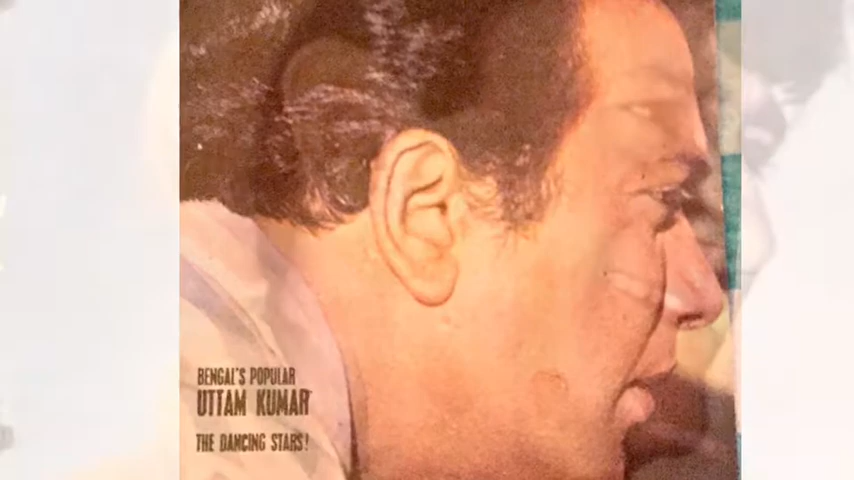 BENGAL'S POPULAR
UTTAM KUMAR
THE DANCING STARS!